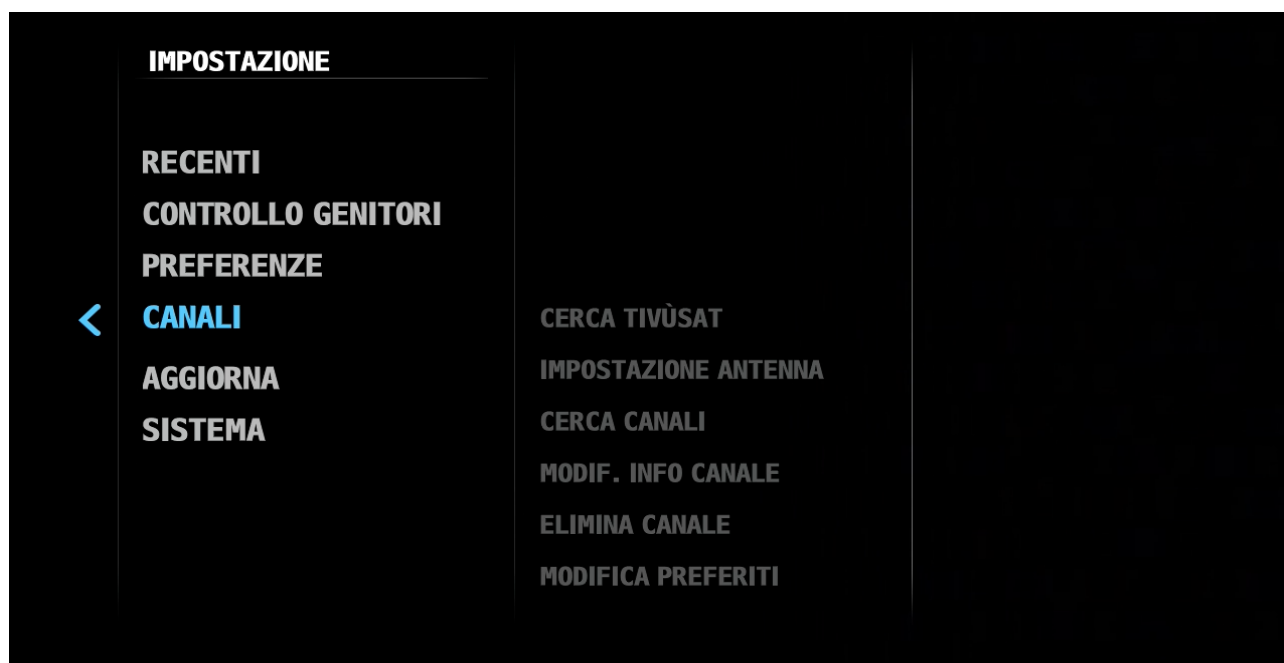 IMPOSTAZIONE
RECENTI
CONTROLLO GENITORI
PREFERENZE
CANALI
AGGIORNA
SISTEMA
CERCA TIVÙSAT
IMPOSTAZIONE ANTENNA
CERCA CANALI
MODIF. INFO CANALE
ELIMINA CANALE
MODIFICA PREFERITI